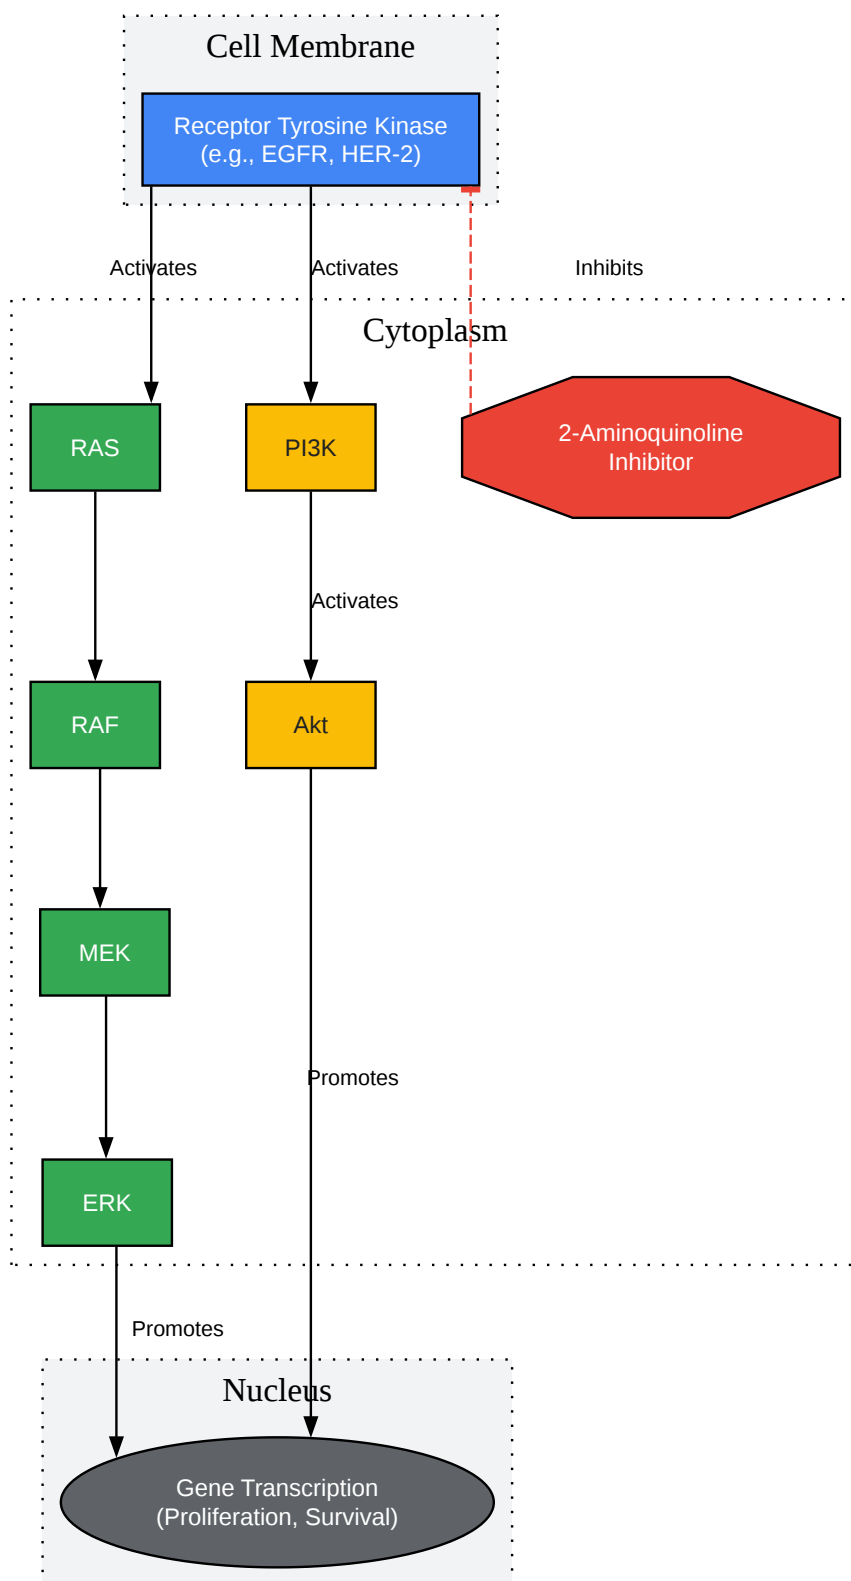 Cell Membrane
Receptor Tyrosine Kinase
(e.g., EGFR, HER-2)
Activates
Activates
Inhibits
Cytoplasm
RAS
PI3K
2-Aminoquinoline
Inhibitor
Activates
RAF
Akt
MEK
Promotes
ERK
Promotes
Nucleus
Gene Transcription
(Proliferation, Survival)